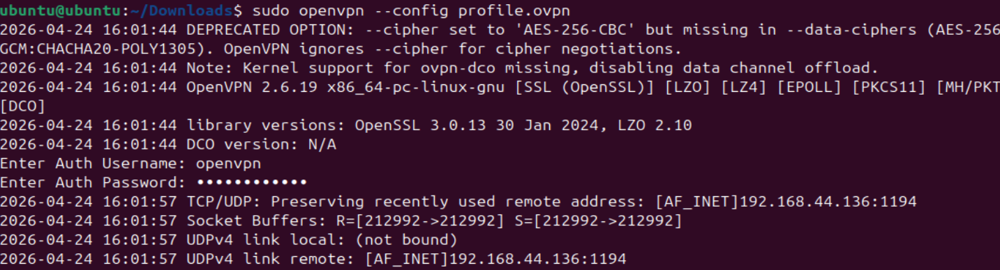 ubuntu@ubuntu:~/Downloads$ sudo openvpn --config profile.ovpn
2026-04-24 16:01:44 DEPRECATED OPTION: --cipher set to 'AES-256-CBC' but missing in --data-ciphers (AES-256
GCM:CHACHA20-POLY1305). OpenVPN ignores --cipher for cipher negotiations.
2026-04-24 16:01:44 Note: Kernel support for ovpn-dco missing, disabling data channel offload.
2026-04-24 16:01:44 OpenVPN 2.6.19 x86_64-pc-linux-gnu [SSL (OpenSSL)] [LZO] [LZ4] [EPOLL] [PKCS11] [MH/PKT
[DCO]
2026-04-24 16:01:44 library versions: OpenSSL 3.0.13 30 Jan 2024, LZO 2.10
2026-04-24 16:01:44 DCO version: N/A
Enter Auth Username: openvpn
Enter Auth Password: ••••••••••••
2026-04-24 16:01:57 TCP/UDP: Preserving recently used remote address: [AF_INET]192.168.44.136:1194
2026-04-24 16:01:57 Socket Buffers: R=[212992->212992] S=[212992->212992]
2026-04-24 16:01:57 UDPv4 link local: (not bound)
2026-04-24 16:01:57 UDPv4 link remote: [AF_INET]192.168.44.136:1194